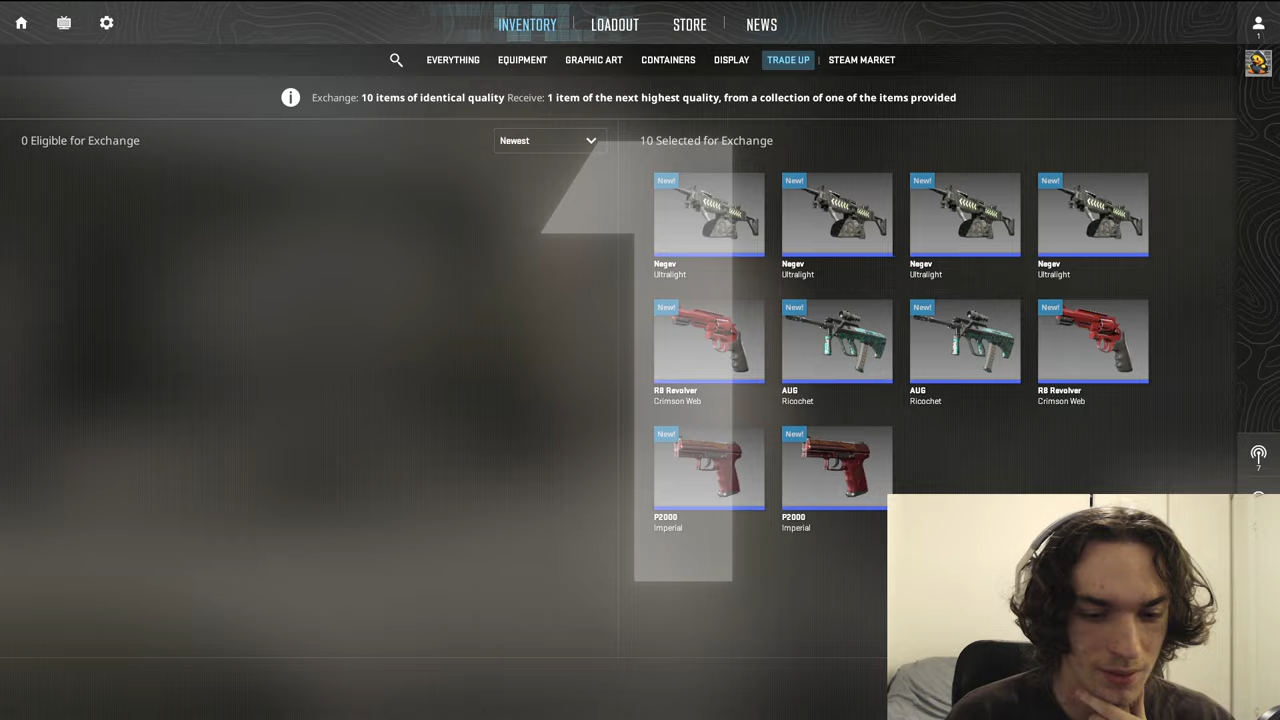 INVENTORY LOADOUT STORE NEWS
1
EVERYTHING EQUIPMENT GRAPHIC ART CONTAINERS DISPLAY TRADE UP STEAM MARKET
i Exchange: 10 items of identical quality Receive: 1 item of the next highest quality, from a collection of one of the items provided
0 Eligible for Exchange
Newest
10 Selected for Exchange
New! New! New! New!
Negev Negev Negev Negev
Ultralight Ultralight Ultralight Ultralight
New! New! New! New!
R8 Revolver AUG AUG R8 Revolver
Crimson Web Ricochet Ricochet Crimson Web
New! New!
P2000 P2000
Imperial Imperial
7
1